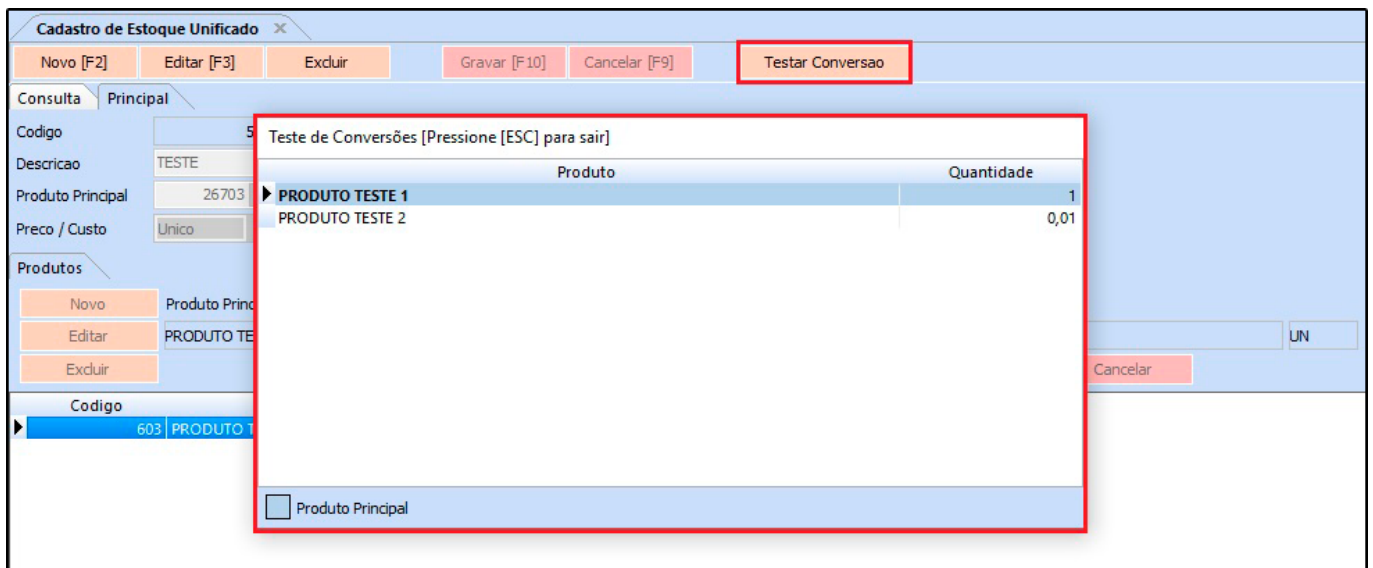 Cadastro de Estoque Unificado
Novo [F2] Editar [F3] Excluir Gravar [F10] Cancelar [F9] Testar Conversao
Consulta Principal
Codigo 5
Descricao TESTE
Produto Principal 26703
Preco / Custo Unico
Teste de Conversões [Pressione [ESC] para sair]
Produto Quantidade
PRODUTO TESTE 1 1
PRODUTO TESTE 2 0,01
Produto Principal
Produtos
Novo Produto Princ
Editar PRODUTO TE UN
Excluir Cancelar
Codigo
603 PRODUTO T